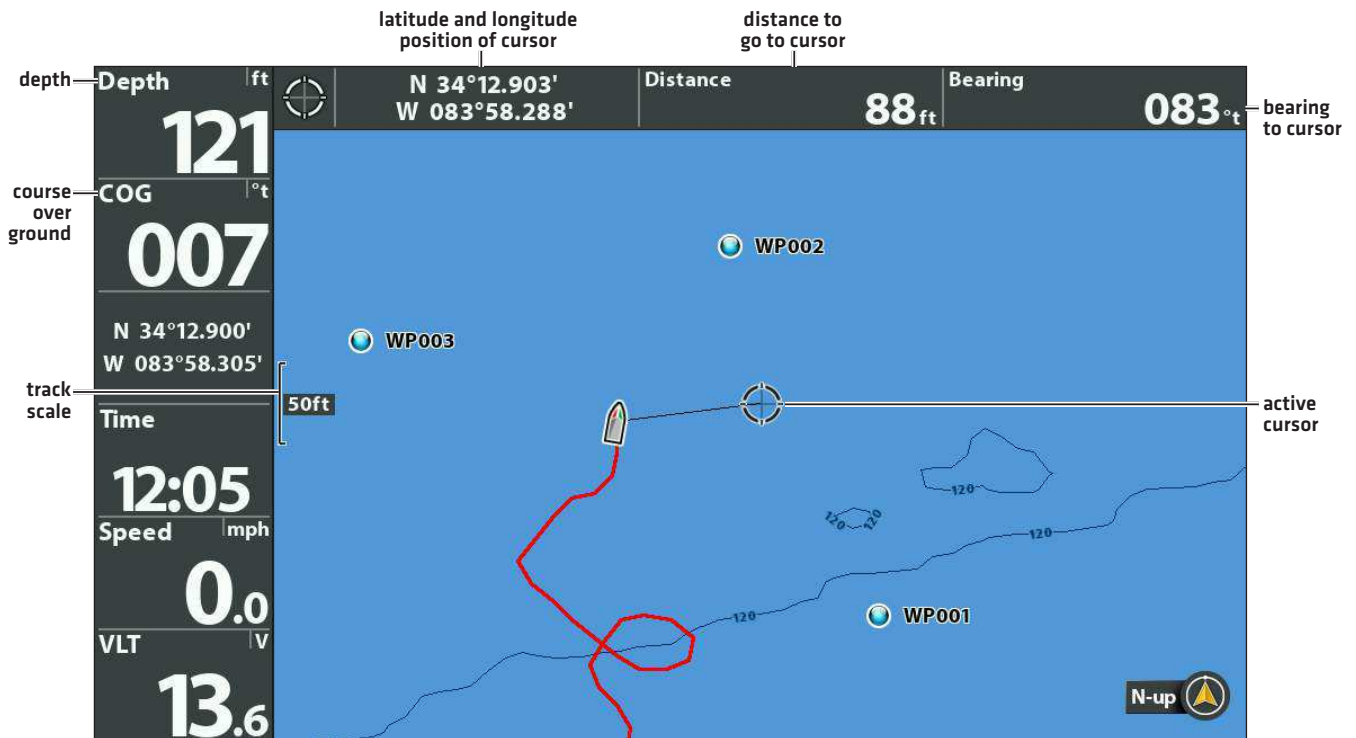 latitude and longitude
position of cursor
distance to
go to cursor
depth
Depth ft
121
N 34°12.903'
W 083°58.288'
Distance
88 ft
Bearing
083 °t
bearing
to cursor
course
over
ground
COG °t
007
N 34°12.900'
W 083°58.305'
track
scale
50ft
WP002
WP003
active
cursor
Time
12:05
Speed mph
0.0
VLT V
13.6
120
120
120
120
120
WP001
N-up